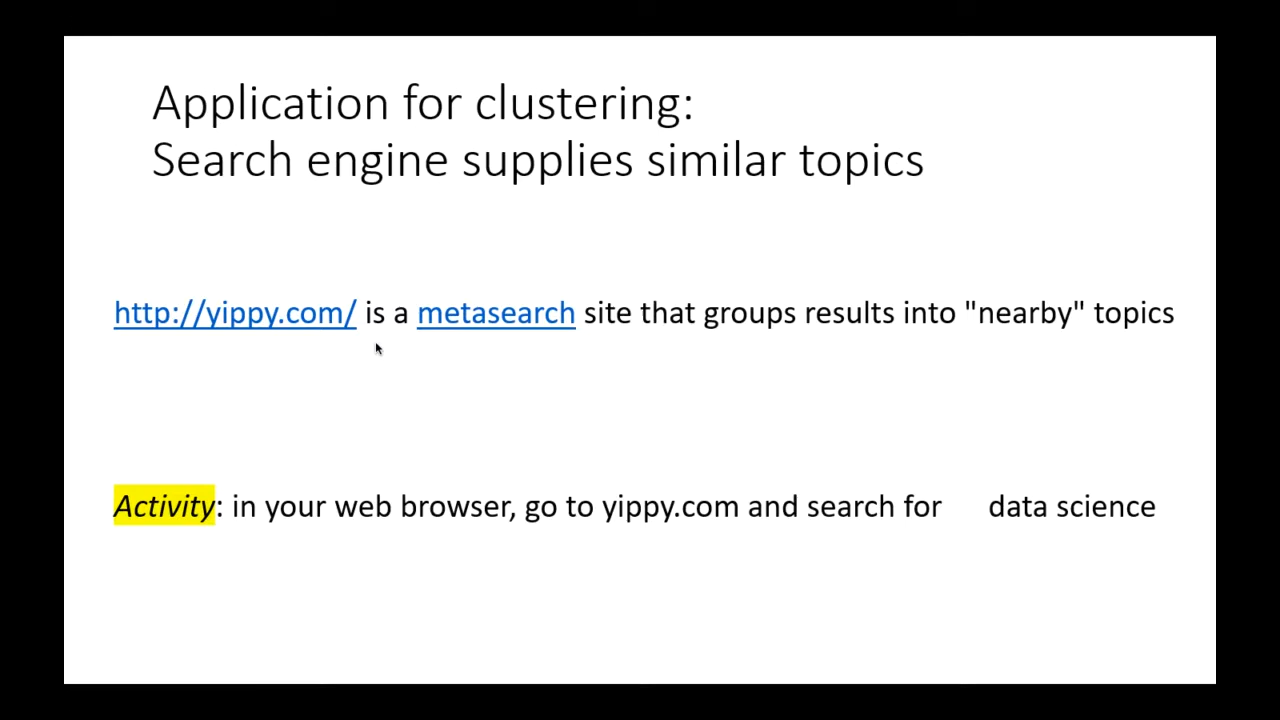 Application for clustering:
Search engine supplies similar topics
http://yippy.com/ is a metasearch site that groups results into "nearby" topics
Activity: in your web browser, go to yippy.com and search for data science